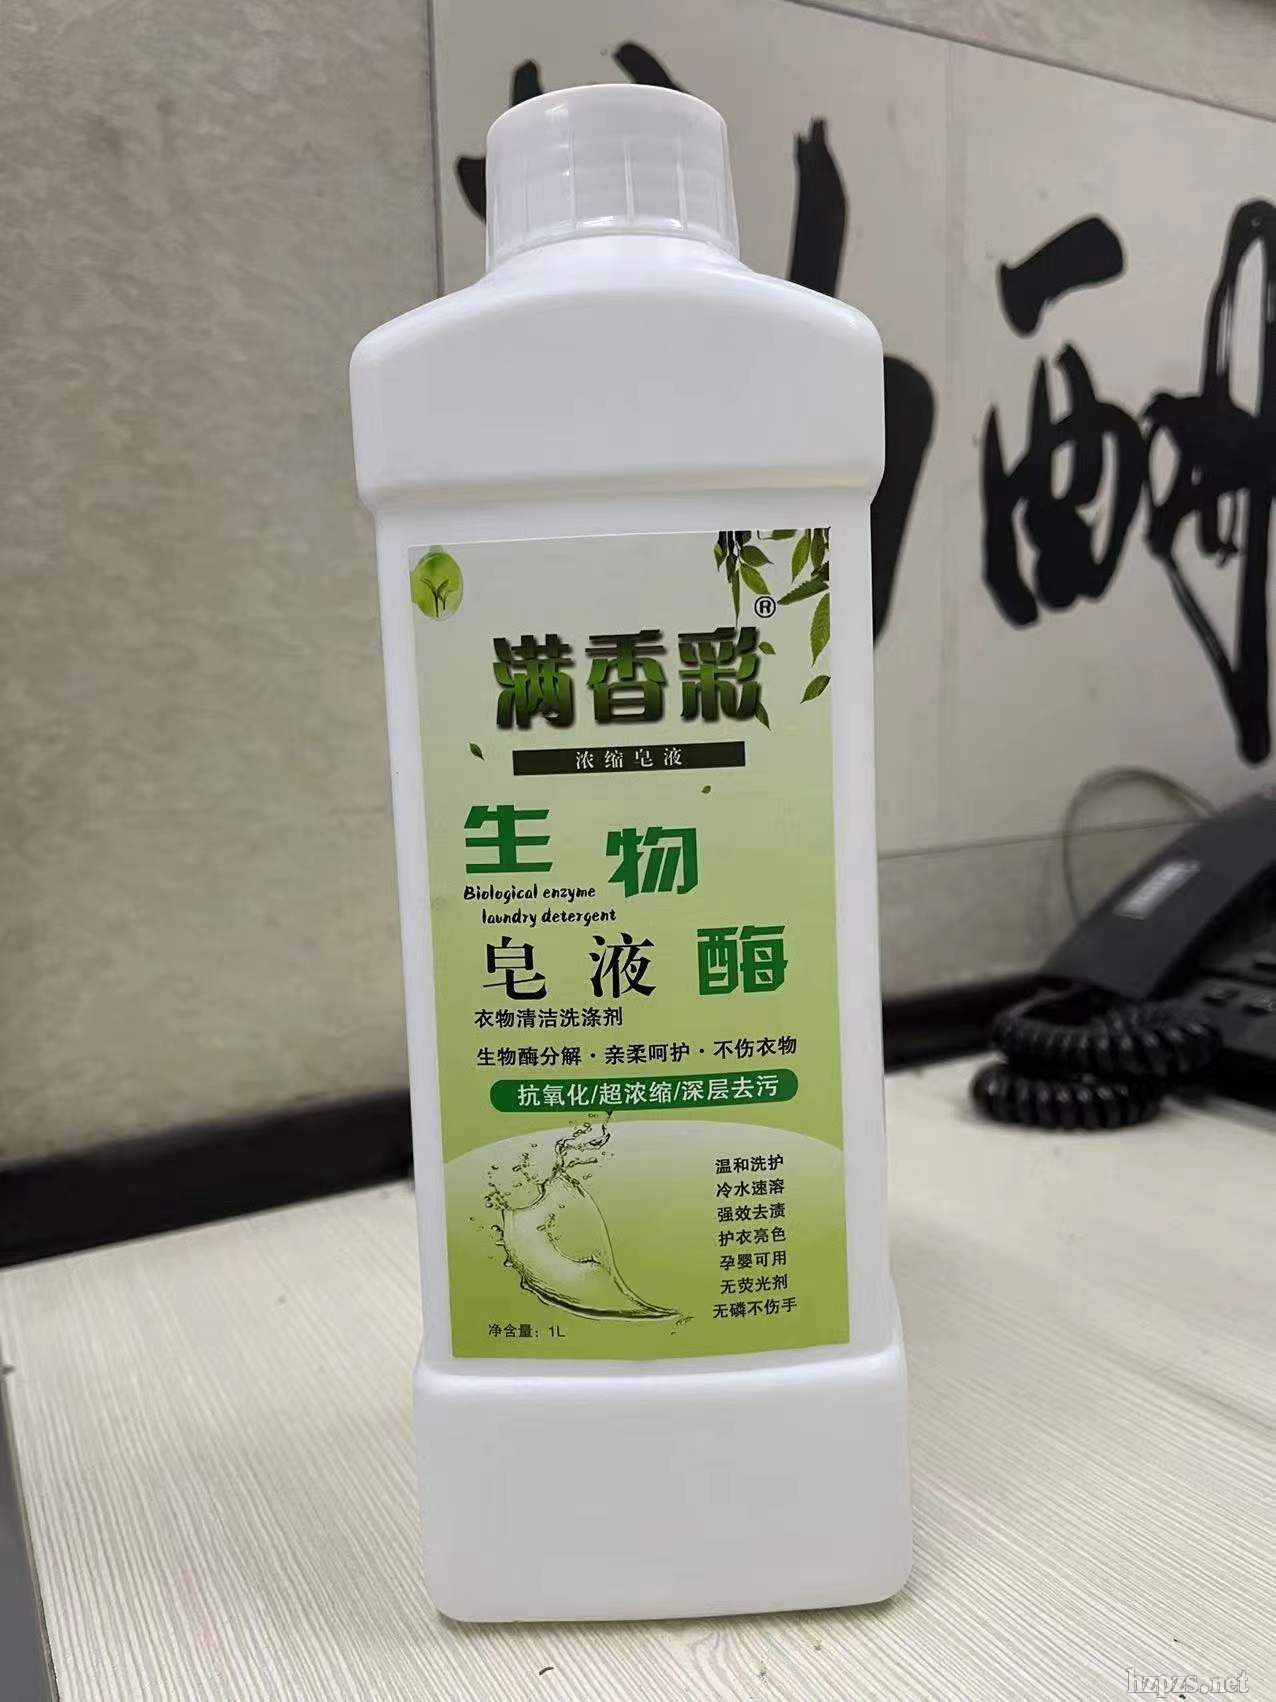 满香彩®
浓缩皂液
生物酶
Biological enzyme
laundry detergent
皂液
衣物清洁洗涤剂
生物酶分解·亲柔呵护·不伤衣物
抗氧化/超浓缩/深层去污
温和洗护
冷水速溶
强效去渍
护衣亮色
孕婴可用
无荧光剂
无磷不伤手
净含量：1L
hzpzs.net